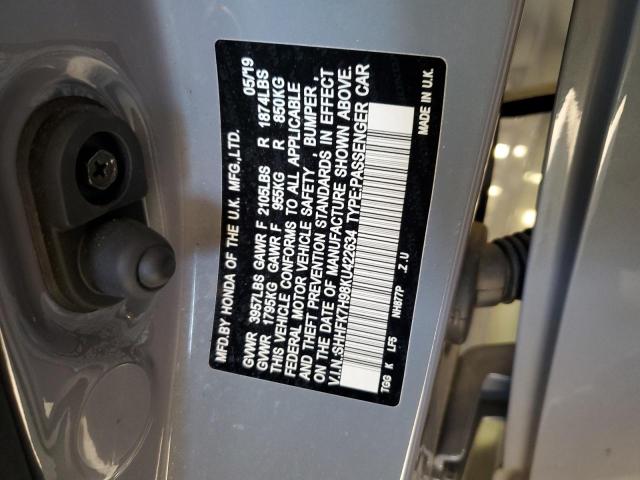 MFD.BY HONDA OF THE U.K. MFG.,LTD. 05/19
GVWR 3957LBS GAWR F 2105LBS R 1874LBS
GVWR 1795KG GAWR F 955KG R 850KG
THIS VEHICLE CONFORMS TO ALL APPLICABLE
FEDERAL MOTOR VEHICLE SAFETY , BUMPER ,
AND THEFT PREVENTION STANDARDS IN EFFECT
ON THE DATE OF MANUFACTURE SHOWN ABOVE.
V.I.N.:SHHFK7H98KU422634 TYPE:PASSENGER CAR
NH877P .Z.U MADE IN U.K.
TGG K LFS